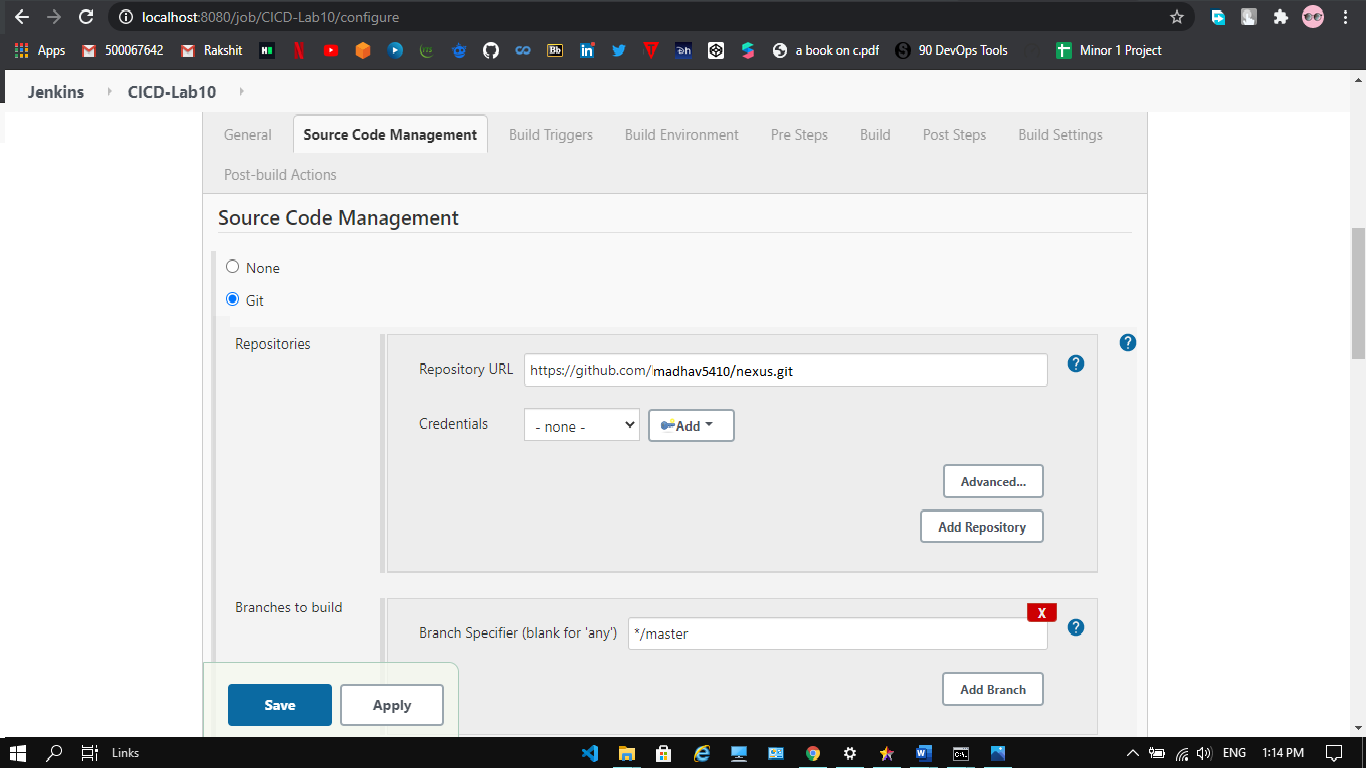 localhost:8080/job/CICD-Lab10/configure
Apps 500067642 Rakshit a book on c.pdf 90 DevOps Tools Minor 1 Project
Jenkins CICD-Lab10
General Source Code Management Build Triggers Build Environment Pre Steps Build Post Steps Build Settings
Post-build Actions
Source Code Management
None
Git
Repositories
Repository URL https://github.com/madhav5410/nexus.git
Credentials - none - Add
Advanced...
Add Repository
Branches to build
X
Branch Specifier (blank for 'any') */master
Add Branch
Save Apply
Links ENG 1:14 PM